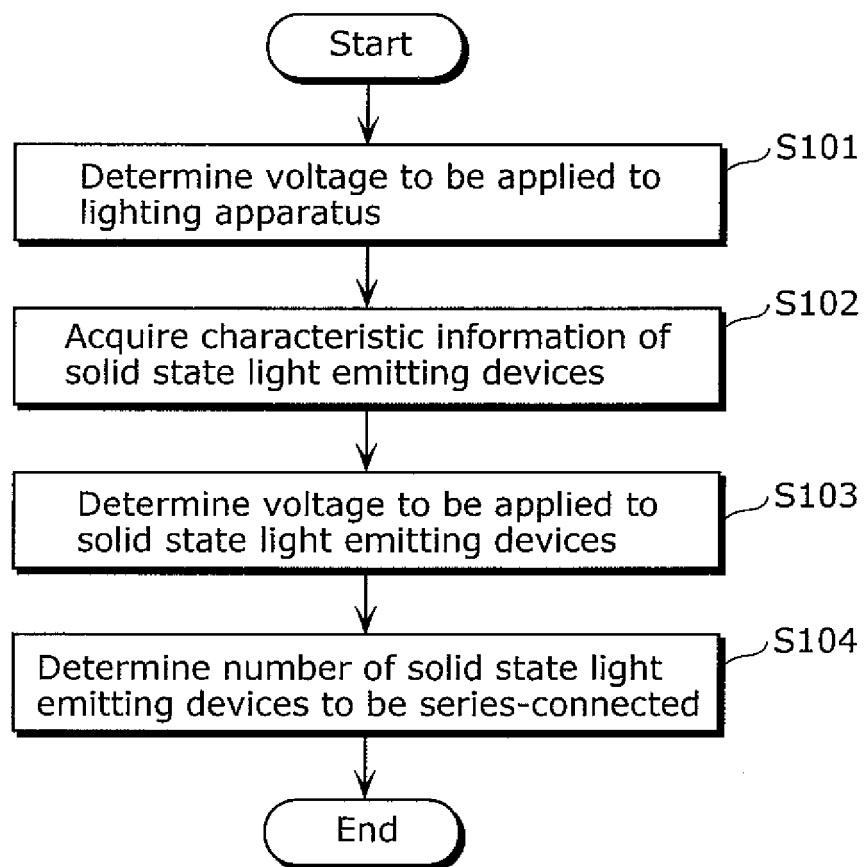 Start
S101
Determine voltage to be applied to
lighting apparatus
S102
Acquire characteristic information of
solid state light emitting devices
S103
Determine voltage to be applied to
solid state light emitting devices
S104
Determine number of solid state light
emitting devices to be series-connected
End